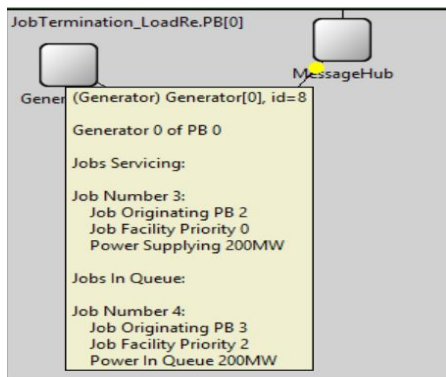 JobTermination_LoadRe.PB[0]
MessageHub
Gener
(Generator) Generator[0], id=8
Generator 0 of PB 0
Jobs Servicing:
Job Number 3:
Job Originating PB 2
Job Facility Priority 0
Power Supplying 200MW
Jobs In Queue:
Job Number 4:
Job Originating PB 3
Job Facility Priority 2
Power In Queue 200MW